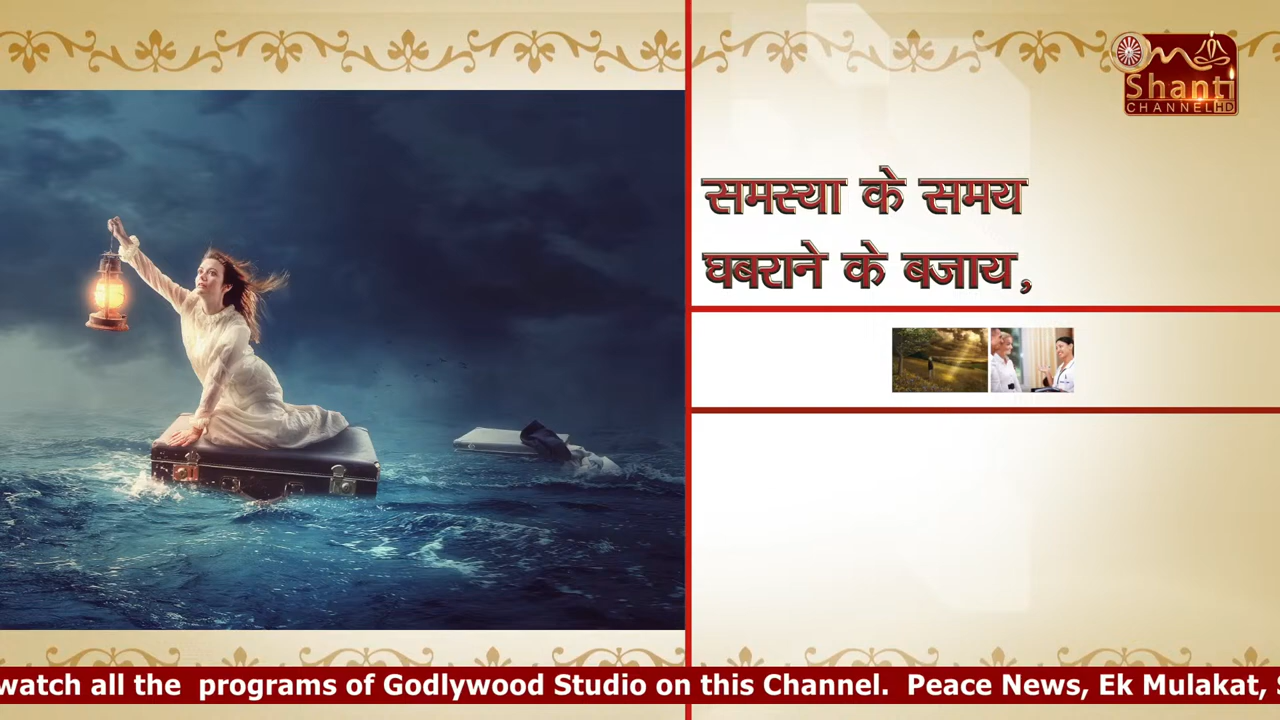 Om
Shanti
CHANNEL HD
समस्या के समय
घबराने के बजाय,
watch all the programs of Godlywood Studio on this Channel. Peace News, Ek Mulakat,